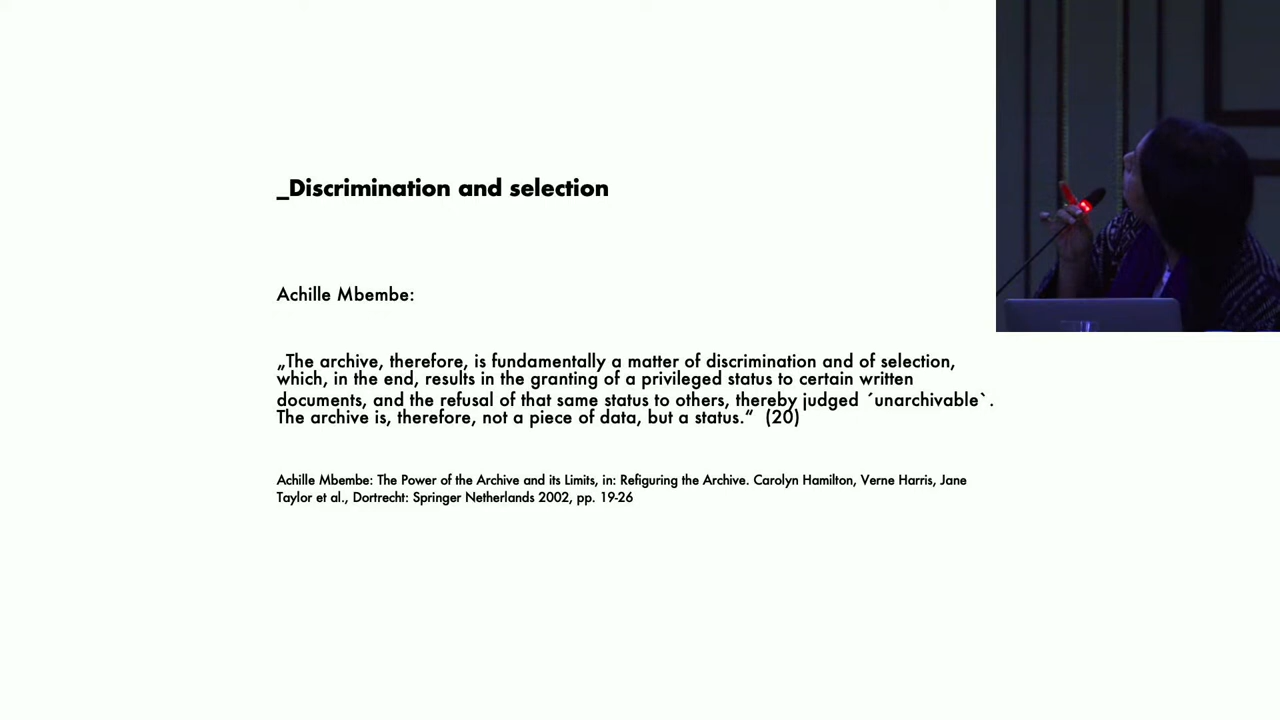 _Discrimination and selection
Achille Mbembe:
„The archive, therefore, is fundamentally a matter of discrimination and of selection,
which, in the end, results in the granting of a privileged status to certain written
documents, and the refusal of that same status to others, thereby judged ´unarchivable`.
The archive is, therefore, not a piece of data, but a status.“ (20)
Achille Mbembe: The Power of the Archive and its Limits, in: Refiguring the Archive. Carolyn Hamilton, Verne Harris, Jane
Taylor et al., Dortrecht: Springer Netherlands 2002, pp. 19-26